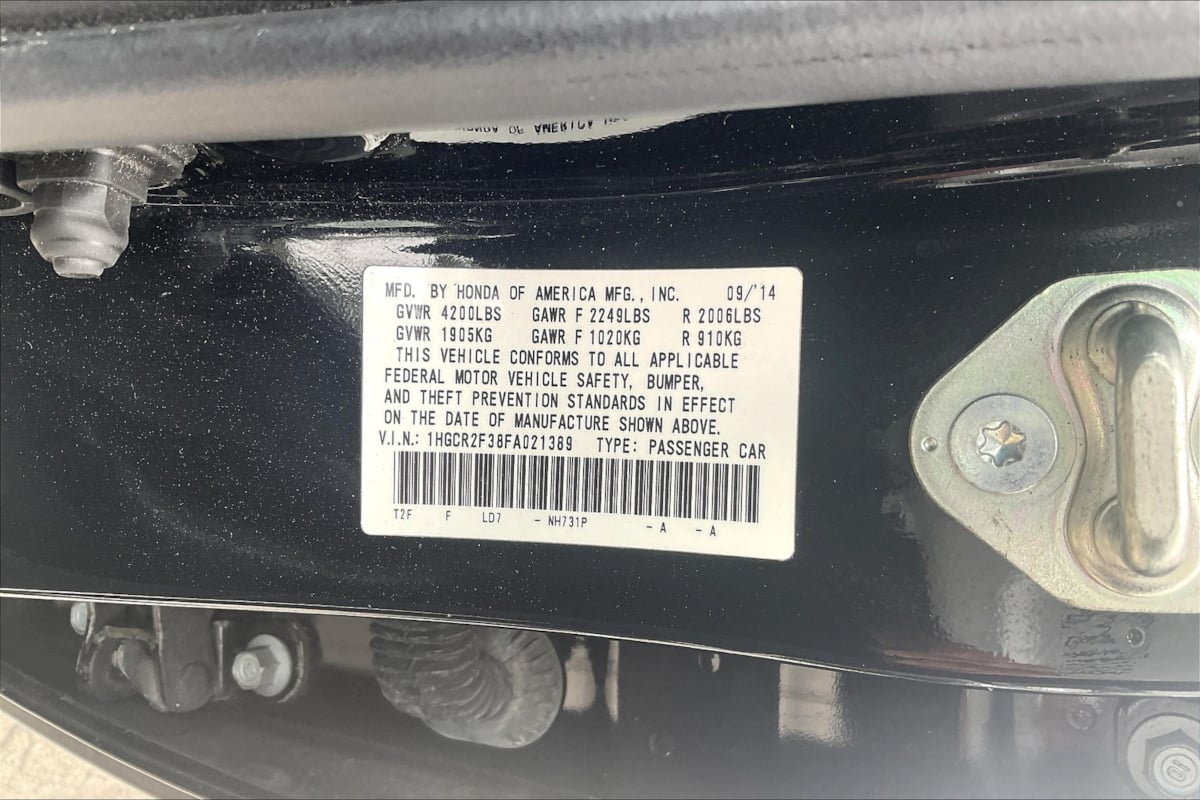 MFD. BY HONDA OF AMERICA MFG., INC. 09/'14
GVWR 4200LBS GAWR F 2249LBS R 2006LBS
GVWR 1905KG GAWR F 1020KG R 910KG
THIS VEHICLE CONFORMS TO ALL APPLICABLE
FEDERAL MOTOR VEHICLE SAFETY, BUMPER,
AND THEFT PREVENTION STANDARDS IN EFFECT
ON THE DATE OF MANUFACTURE SHOWN ABOVE.
V.I.N.: 1HGCR2F38FA021389 TYPE: PASSENGER CAR
T2F F LD7 - NH731P - A - A